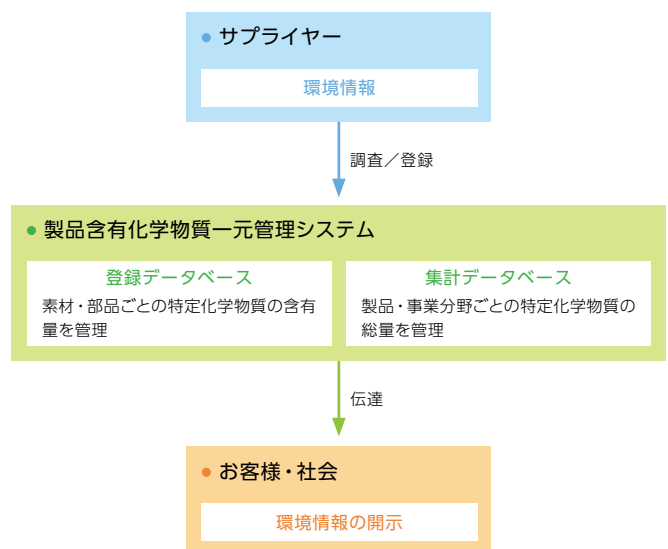 ● サプライヤー
環境情報
調査／登録
● 製品含有化学物質一元管理システム
登録データベース
素材・部品ごとの特定化学物質の含有
量を管理
集計データベース
製品・事業分野ごとの特定化学物質の
総量を管理
伝達
● お客様・社会
環境情報の開示